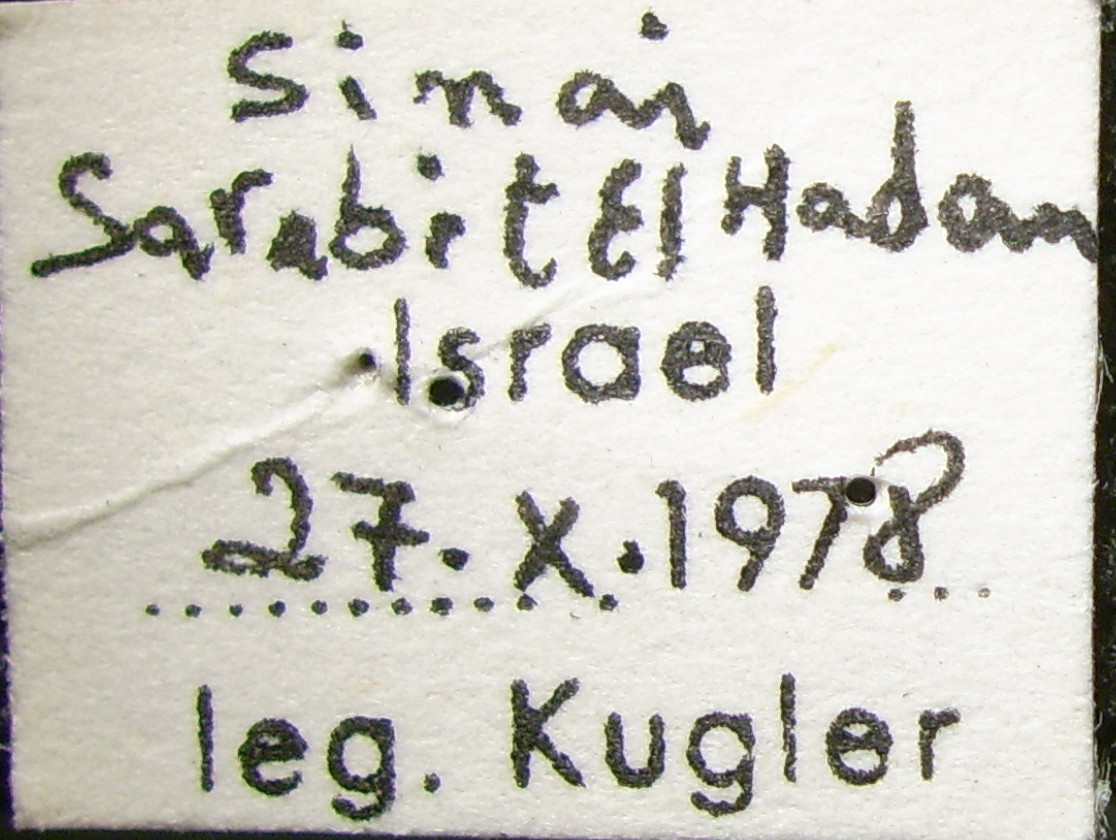 Sinai
Sarabit El Hadam
Israel
27.X.1978
leg. Kugler